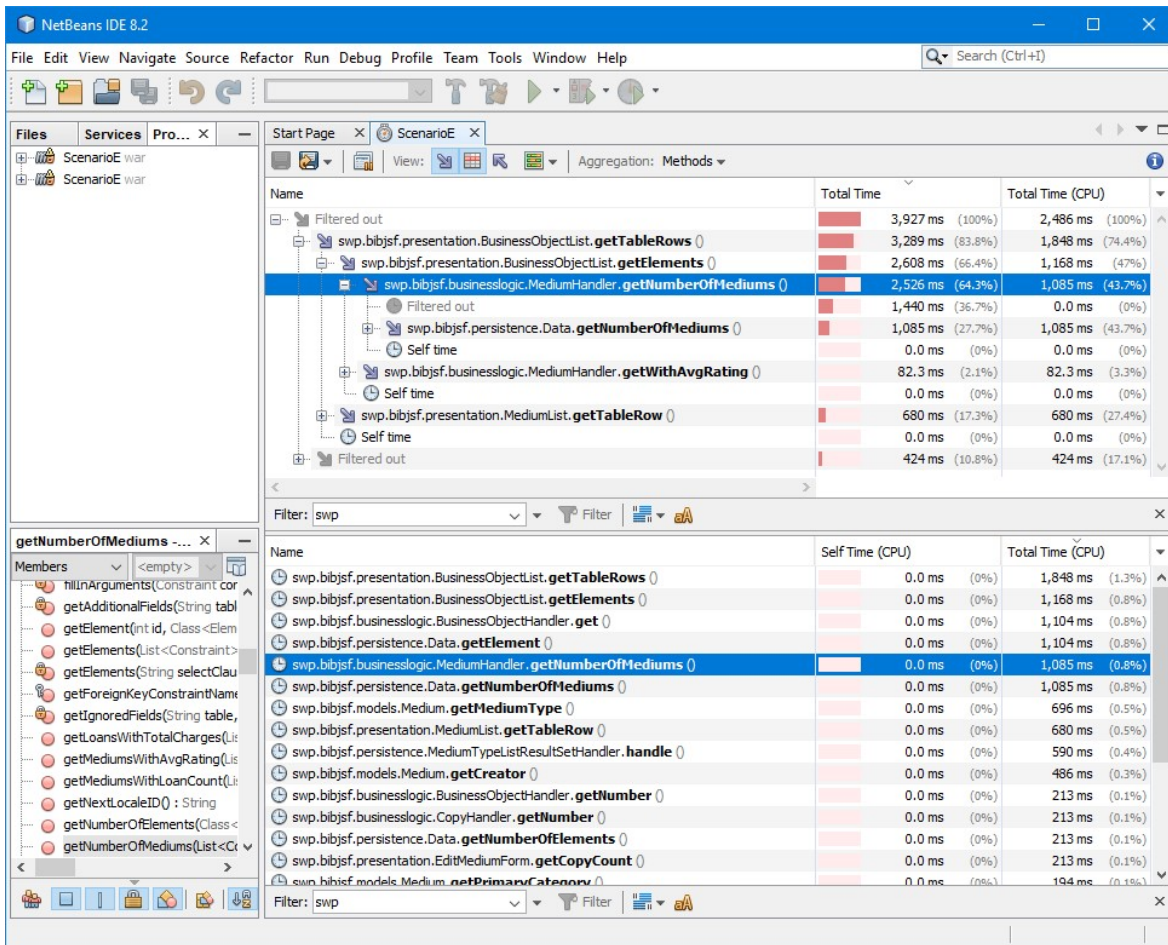 NetBeans IDE 8.2
File Edit View Navigate Source Refactor Run Debug Profile Team Tools Window Help
Search (Ctrl+I)
Files Services Pro...
ScenarioE war
ScenarioE war
Start Page ScenarioE
View: Aggregation: Methods
Name Total Time Total Time (CPU)
Filtered out 3,927 ms (100%) 2,486 ms (100%)
swp.bibjsf.presentation.BusinessObjectList.getTableRows () 3,289 ms (83.8%) 1,848 ms (74.4%)
swp.bibjsf.presentation.BusinessObjectList.getElements () 2,608 ms (66.4%) 1,168 ms (47%)
swp.bibjsf.businesslogic.MediumHandler.getNumberOfMediums () 2,526 ms (64.3%) 1,085 ms (43.7%)
Filtered out 1,440 ms (36.7%) 0.0 ms (0%)
swp.bibjsf.persistence.Data.getNumberOfMediums () 1,085 ms (27.7%) 1,085 ms (43.7%)
Self time 0.0 ms (0%) 0.0 ms (0%)
swp.bibjsf.businesslogic.MediumHandler.getWithAvgRating () 82.3 ms (2.1%) 82.3 ms (3.3%)
Self time 0.0 ms (0%) 0.0 ms (0%)
swp.bibjsf.presentation.MediumList.getTableRow () 680 ms (17.3%) 680 ms (27.4%)
Self time 0.0 ms (0%) 0.0 ms (0%)
Filtered out 424 ms (10.8%) 424 ms (17.1%)
Filter: swp Filter
getNumberOfMediums -...
Members <empty>
fillInArguments(Constraint cor
getAdditionalFields(String tabl
getElement(int id, Class<Elem
getElements(List<Constraint>
getElements(String selectClau
getForeignKeyConstraintName
getIgnoredFields(String table,
getLoansWithTotalCharges(Lis
getMediumsWithAvgRating(Lis
getMediumsWithLoanCount(Lis
getNextLocaleID() : String
getNumberOfElements(Class<
getNumberOfMediums(List<Co
Name Self Time (CPU) Total Time (CPU)
swp.bibjsf.presentation.BusinessObjectList.getTableRows () 0.0 ms (0%) 1,848 ms (1.3%)
swp.bibjsf.presentation.BusinessObjectList.getElements () 0.0 ms (0%) 1,168 ms (0.8%)
swp.bibjsf.businesslogic.BusinessObjectHandler.get () 0.0 ms (0%) 1,104 ms (0.8%)
swp.bibjsf.persistence.Data.getElement () 0.0 ms (0%) 1,104 ms (0.8%)
swp.bibjsf.businesslogic.MediumHandler.getNumberOfMediums () 0.0 ms (0%) 1,085 ms (0.8%)
swp.bibjsf.persistence.Data.getNumberOfMediums () 0.0 ms (0%) 1,085 ms (0.8%)
swp.bibjsf.models.Medium.getMediumType () 0.0 ms (0%) 696 ms (0.5%)
swp.bibjsf.presentation.MediumList.getTableRow () 0.0 ms (0%) 680 ms (0.5%)
swp.bibjsf.persistence.MediumTypeListResultSetHandler.handle () 0.0 ms (0%) 590 ms (0.4%)
swp.bibjsf.models.Medium.getCreator () 0.0 ms (0%) 486 ms (0.3%)
swp.bibjsf.businesslogic.BusinessObjectHandler.getNumber () 0.0 ms (0%) 213 ms (0.1%)
swp.bibjsf.businesslogic.CopyHandler.getNumber () 0.0 ms (0%) 213 ms (0.1%)
swp.bibjsf.persistence.Data.getNumberOfElements () 0.0 ms (0%) 213 ms (0.1%)
swp.bibjsf.presentation.EditMediumForm.getCopyCount () 0.0 ms (0%) 213 ms (0.1%)
swp.bibjsf.models.Medium.getPrimaryCategory () 0.0 ms (0%) 194 ms (0.1%)
Filter: swp Filter